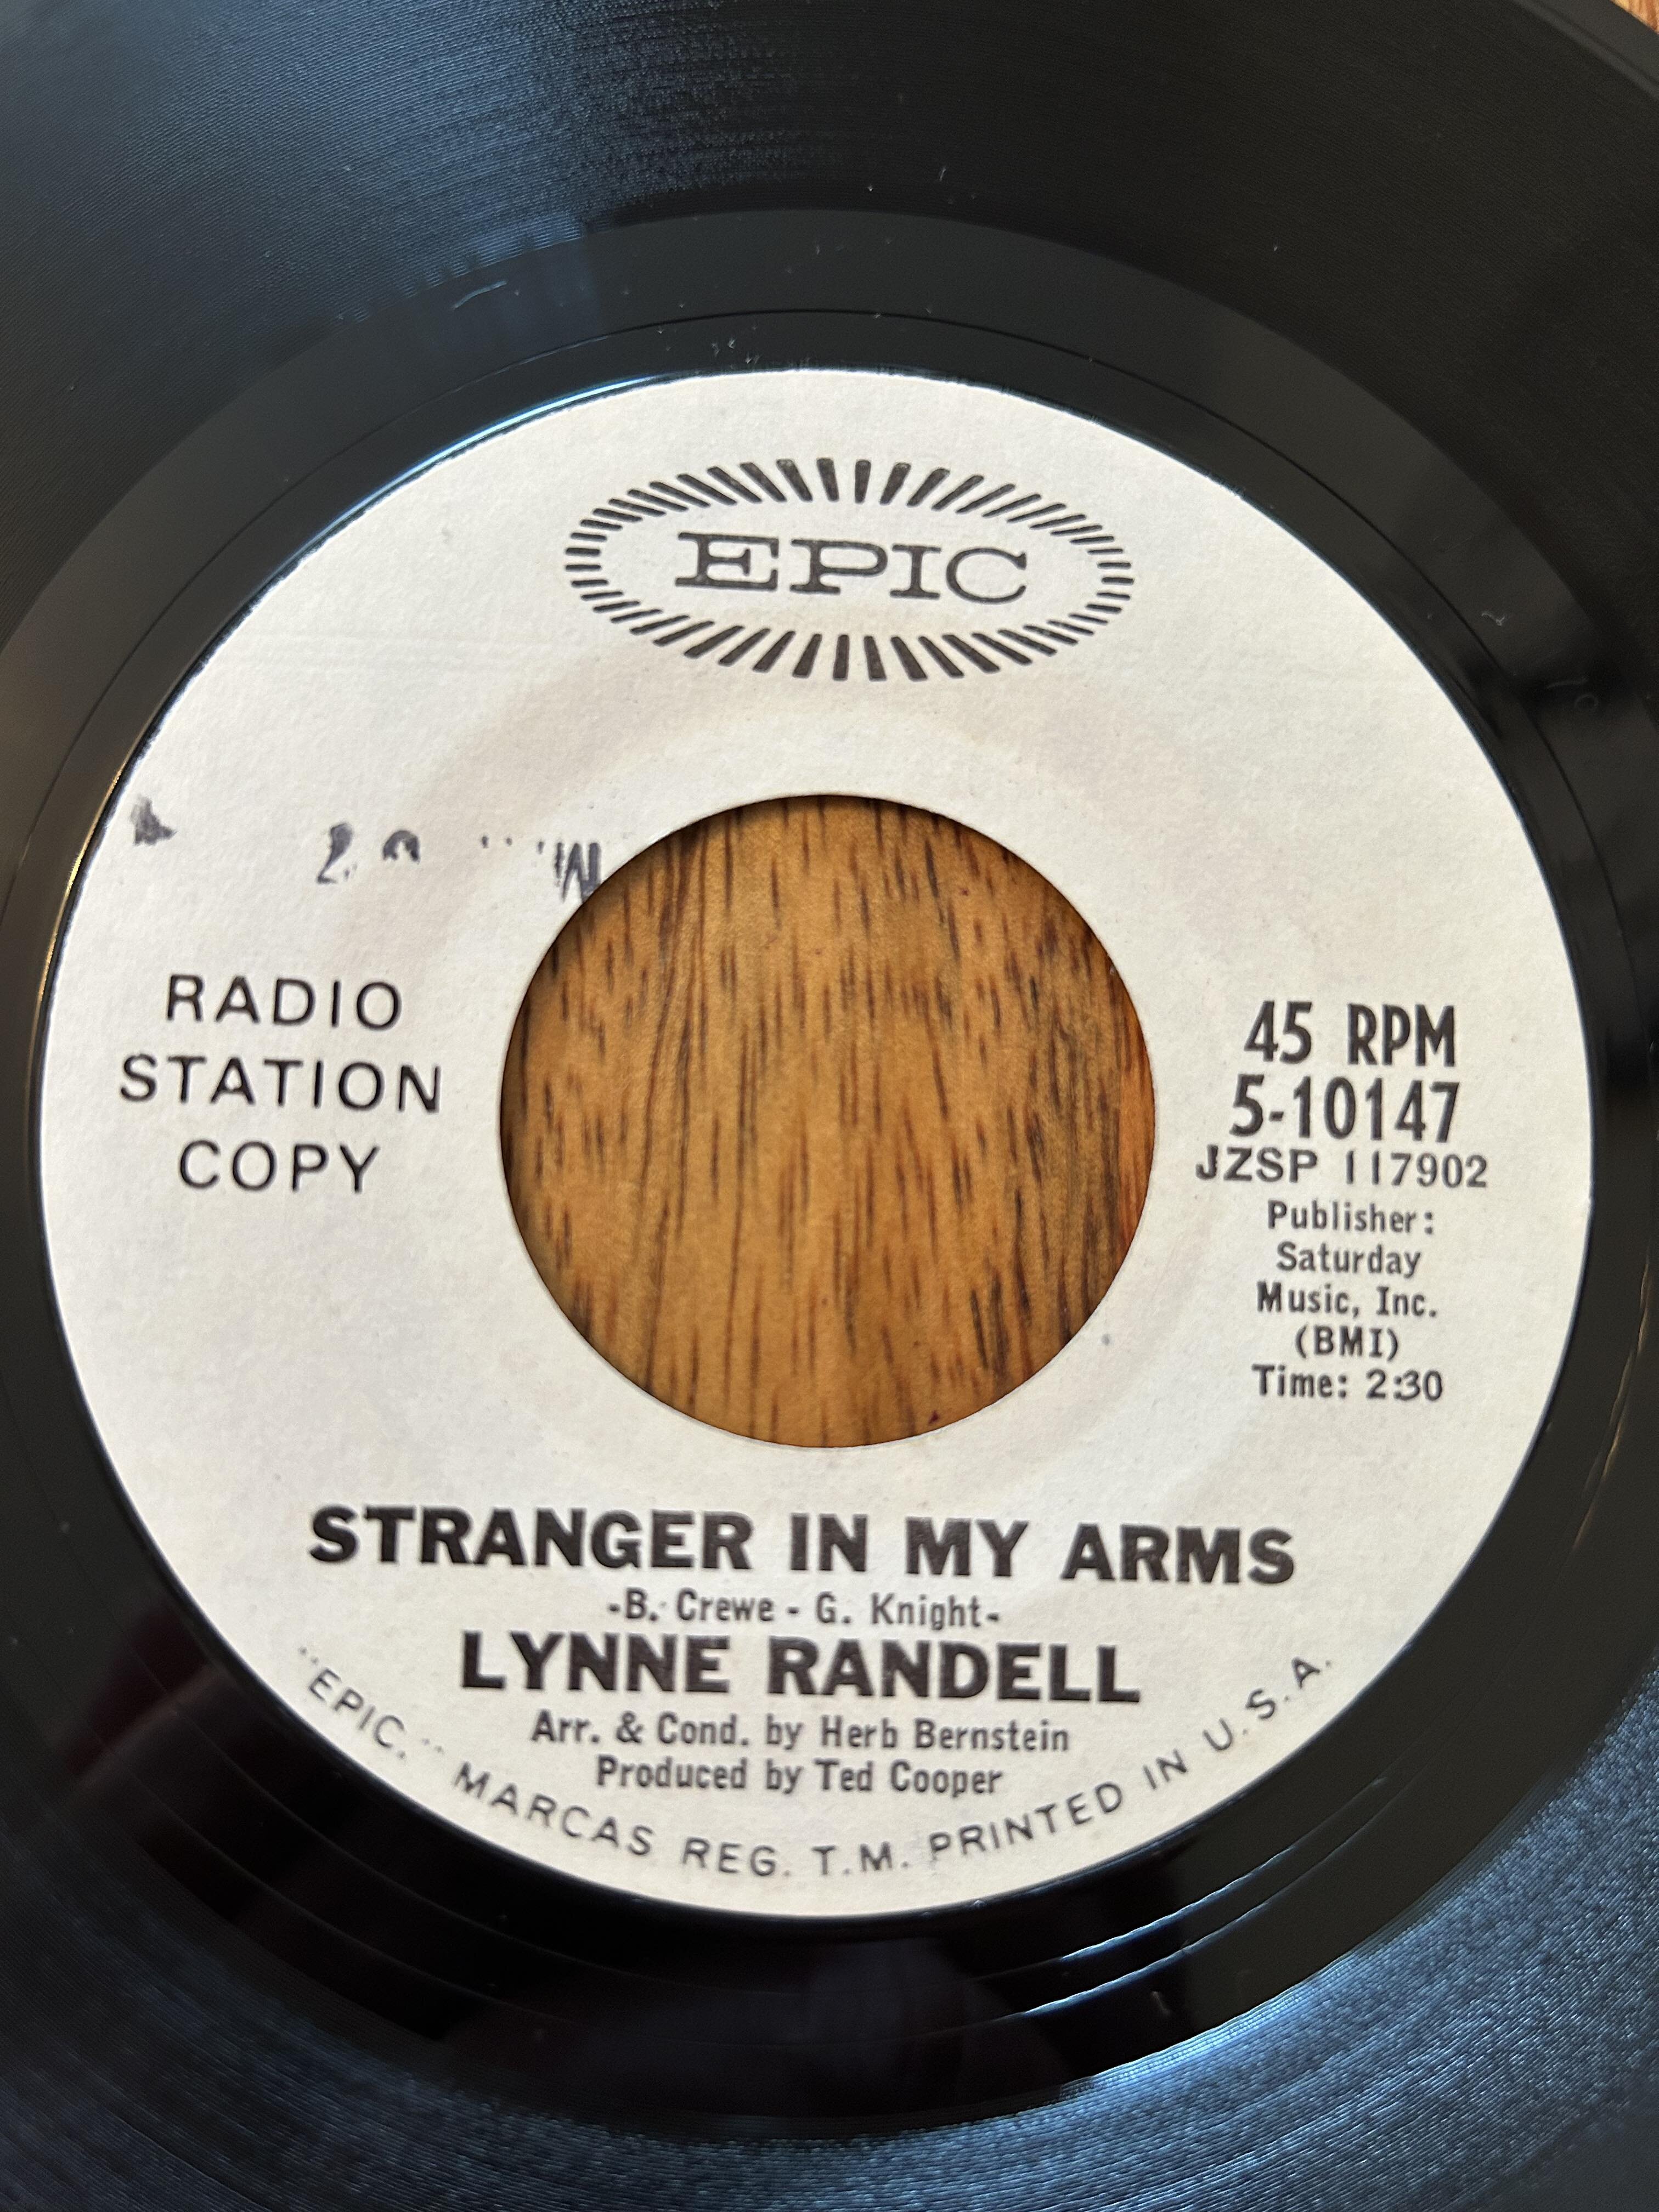 EPIC
RADIO
STATION
COPY
45 RPM
5-10147
JZSP 117902
Publisher:
Saturday
Music, Inc.
(BMI)
Time: 2:30
STRANGER IN MY ARMS
-B. Crewe - G. Knight-
LYNNE RANDELL
Arr. & Cond. by Herb Bernstein
Produced by Ted Cooper
"EPIC." MARCAS REG. T.M. PRINTED IN U.S.A.